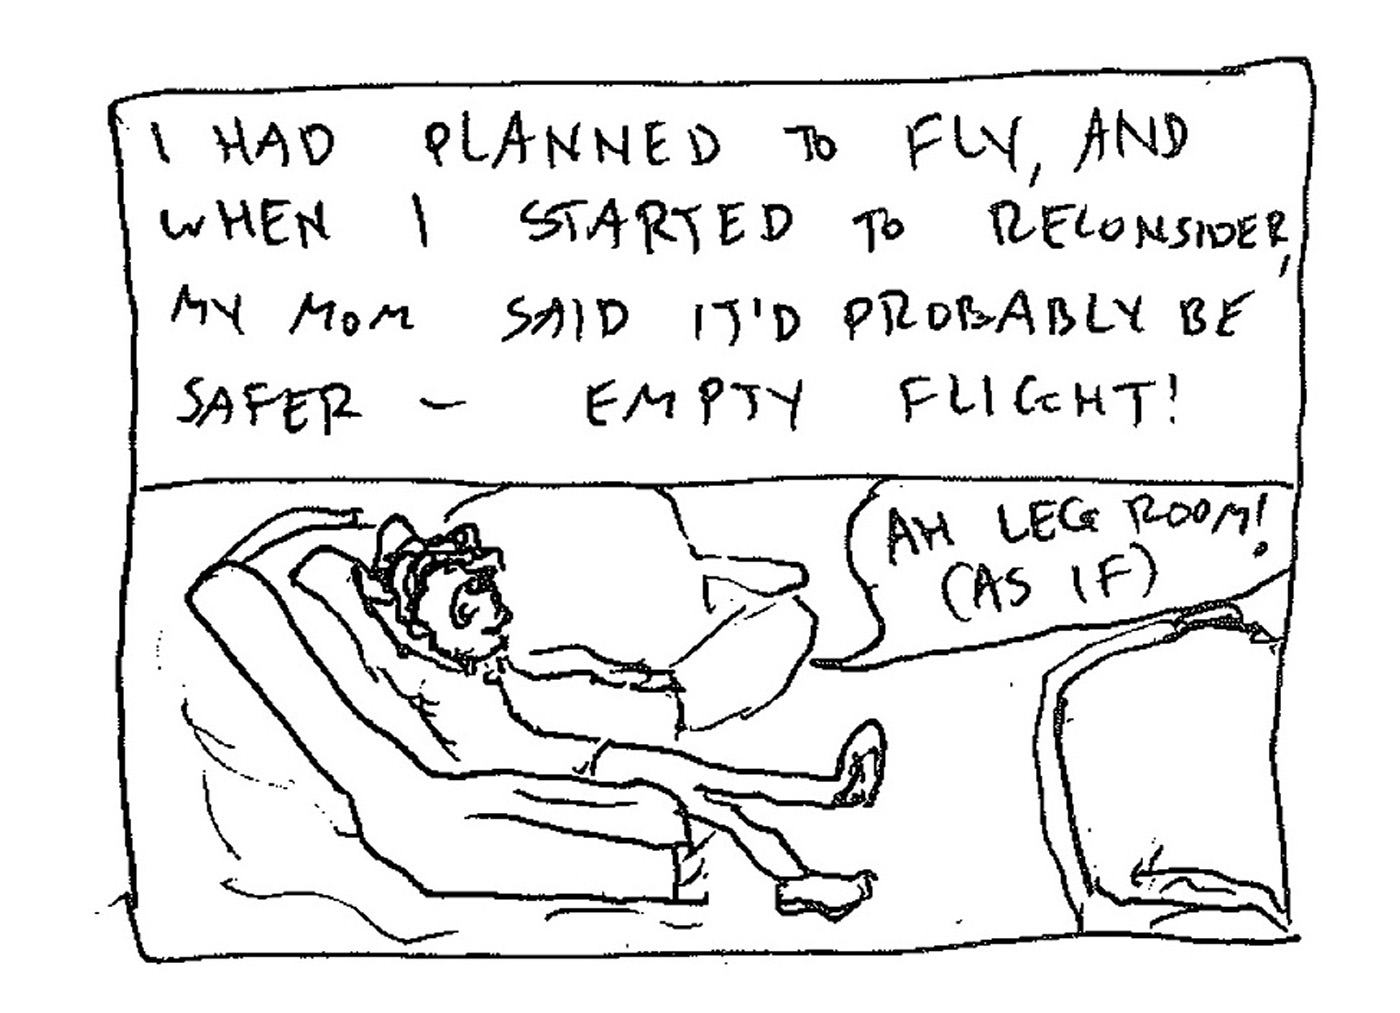 I HAD PLANNED TO FLY, AND
WHEN I STARTED TO RECONSIDER,
MY MOM SAID IT'D PROBABLY BE
SAFER - EMPTY FLIGHT!
AH LEG ROOM!
(AS IF)